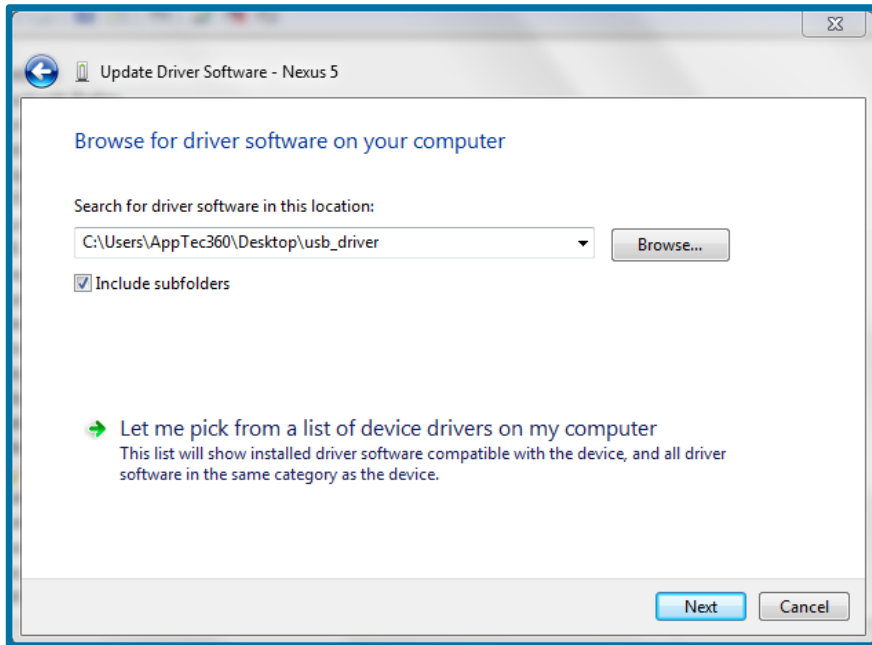 Update Driver Software - Nexus 5
Browse for driver software on your computer
Search for driver software in this location:
C:\Users\AppTec360\Desktop\usb_driver
Browse...
Include subfolders
Let me pick from a list of device drivers on my computer
This list will show installed driver software compatible with the device, and all driver
software in the same category as the device.
Next
Cancel